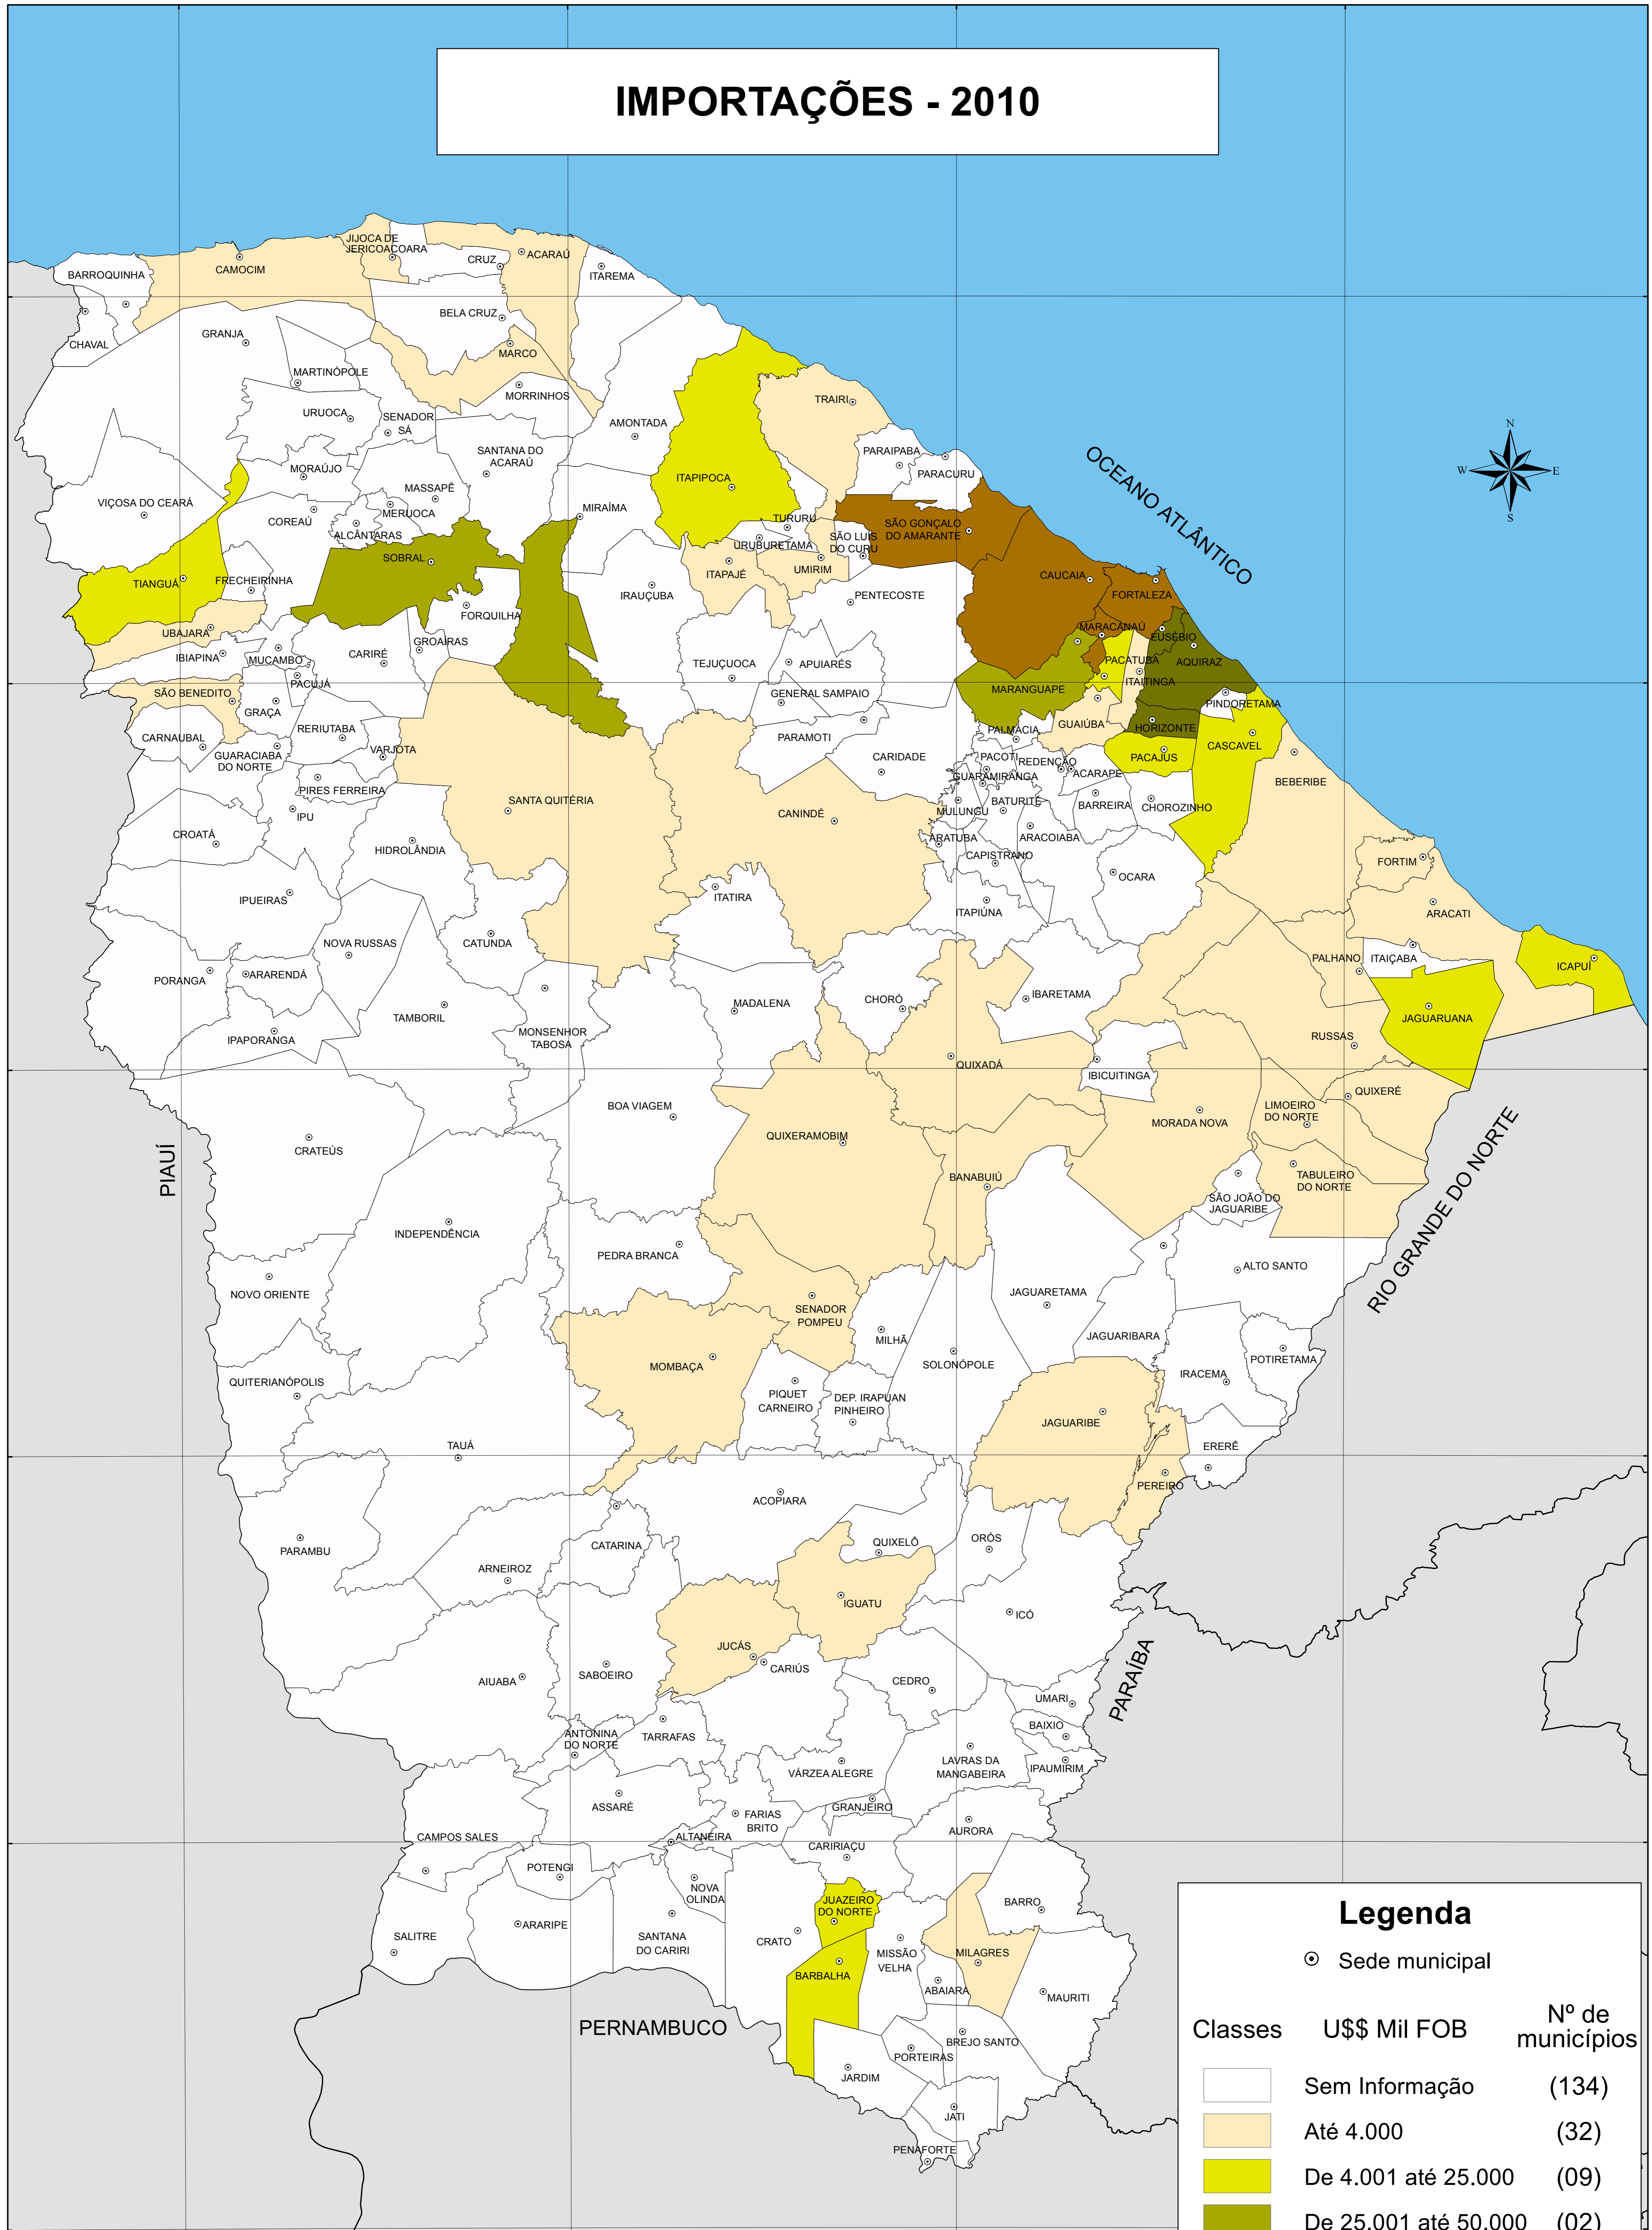 IMPORTAÇÕES - 2010
JIJOCA DE
JERICOACOARA
ACARAÚ
CRUZ
BARROQUINHA
CAMOCIM
ITAREMA
BELA CRUZ
GRANJA
CHAVAL
MARCO
MARTINÓPOLE
MORRINHOS
TRAIRI
URUOCA
SENADOR
SÁ
AMONTADA
N
W
E
S
OCEANO ATLÂNTICO
SANTANA DO
ACARAÚ
PARAIPABA
PARACURU
MORAÚJO
ITAPIPOCA
MASSAPÊ
VIÇOSA DO CEARÁ
MERUOCA
MIRAÍMA
COREAÚ
TURURU
SÃO GONÇALO
DO AMARANTE
ALCÂNTARAS
URUBURETAMA
SÃO LUIS
DO CURU
SOBRAL
UMIRIM
ITAPAJÉ
CAUCAIA
TIANGUÁ
FRECHEIRINHA
IRAUÇUBA
PENTECOSTE
FORTALEZA
FORQUILHA
MARACANAÚ
UBAJARA
EUSÉBIO
GROAÍRAS
IBIAPINA
MUCAMBO
CARIRÉ
TEJUÇUOCA
APUIARÉS
PACATUBA
AQUIRAZ
PACUJÁ
ITAITINGA
SÃO BENEDITO
GENERAL SAMPAIO
MARANGUAPE
PINDORETAMA
GRAÇA
RERIUTABA
GUAIÚBA
HORIZONTE
CARNAUBAL
PARAMOTI
PALMÁCIA
CASCAVEL
GUARACIABA
DO NORTE
VARJOTA
CARIDADE
PACOTI
REDENÇÃO
PACAJUS
GUARAMIRANGA
ACARAPE
BEBERIBE
PIRES FERREIRA
SANTA QUITÉRIA
BATURITÉ
BARREIRA
CHOROZINHO
IPU
CANINDÉ
MULUNGU
CROATÁ
ARATUBA
ARACOIABA
HIDROLÂNDIA
CAPISTRANO
FORTIM
OCARA
IPUEIRAS
ITATIRA
ITAPIÚNA
ARACATI
NOVA RUSSAS
CATUNDA
PALHANO
ITAIÇABA
ICAPUÍ
PORANGA
ARARENDÁ
IBARETAMA
MADALENA
CHORÓ
TAMBORIL
JAGUARUANA
IPAPORANGA
MONSENHOR
TABOSA
RUSSAS
QUIXADÁ
IBICUITINGA
QUIXERÉ
BOA VIAGEM
LIMOEIRO
DO NORTE
MORADA NOVA
QUIXERAMOBIM
CRATEÚS
PIAUÍ
BANABUIÚ
TABULEIRO
DO NORTE
SÃO JOÃO DO
JAGUARIBE
RIO GRANDE DO NORTE
INDEPENDÊNCIA
PEDRA BRANCA
ALTO SANTO
NOVO ORIENTE
JAGUARETAMA
SENADOR
POMPEU
JAGUARIBARA
MILHÃ
POTIRETAMA
MOMBAÇA
SOLONÓPOLE
IRACEMA
QUITERIANÓPOLIS
PIQUET
CARNEIRO
DEP. IRAPUAN
PINHEIRO
JAGUARIBE
TAUÁ
ERERÊ
PEREIRO
ACOPIARA
QUIXELÔ
ORÓS
CATARINA
PARAMBU
ARNEIROZ
IGUATU
ICÓ
JUCÁS
CARIÚS
SABOEIRO
AIUABA
CEDRO
PARAÍBA
UMARI
BAIXIO
ANTONINA
DO NORTE
TARRAFAS
LAVRAS DA
MANGABEIRA
IPAUMIRIM
VÁRZEA ALEGRE
ASSARÉ
GRANJEIRO
FARIAS
BRITO
AURORA
CAMPOS SALES
ALTANEIRA
CARIRIAÇU
POTENGI
NOVA
OLINDA
JUAZEIRO
DO NORTE
BARRO
ARARIPE
SALITRE
SANTANA
DO CARIRI
CRATO
MISSÃO
VELHA
MILAGRES
BARBALHA
ABAIARA
MAURITI
PERNAMBUCO
BREJO SANTO
PORTEIRAS
JARDIM
JATI
PENAFORTE
Legenda
Sede municipal
Classes U$$ Mil FOB Nº de
municípios
Sem Informação (134)
Até 4.000 (32)
De 4.001 até 25.000 (09)
De 25.001 até 50.000 (02)